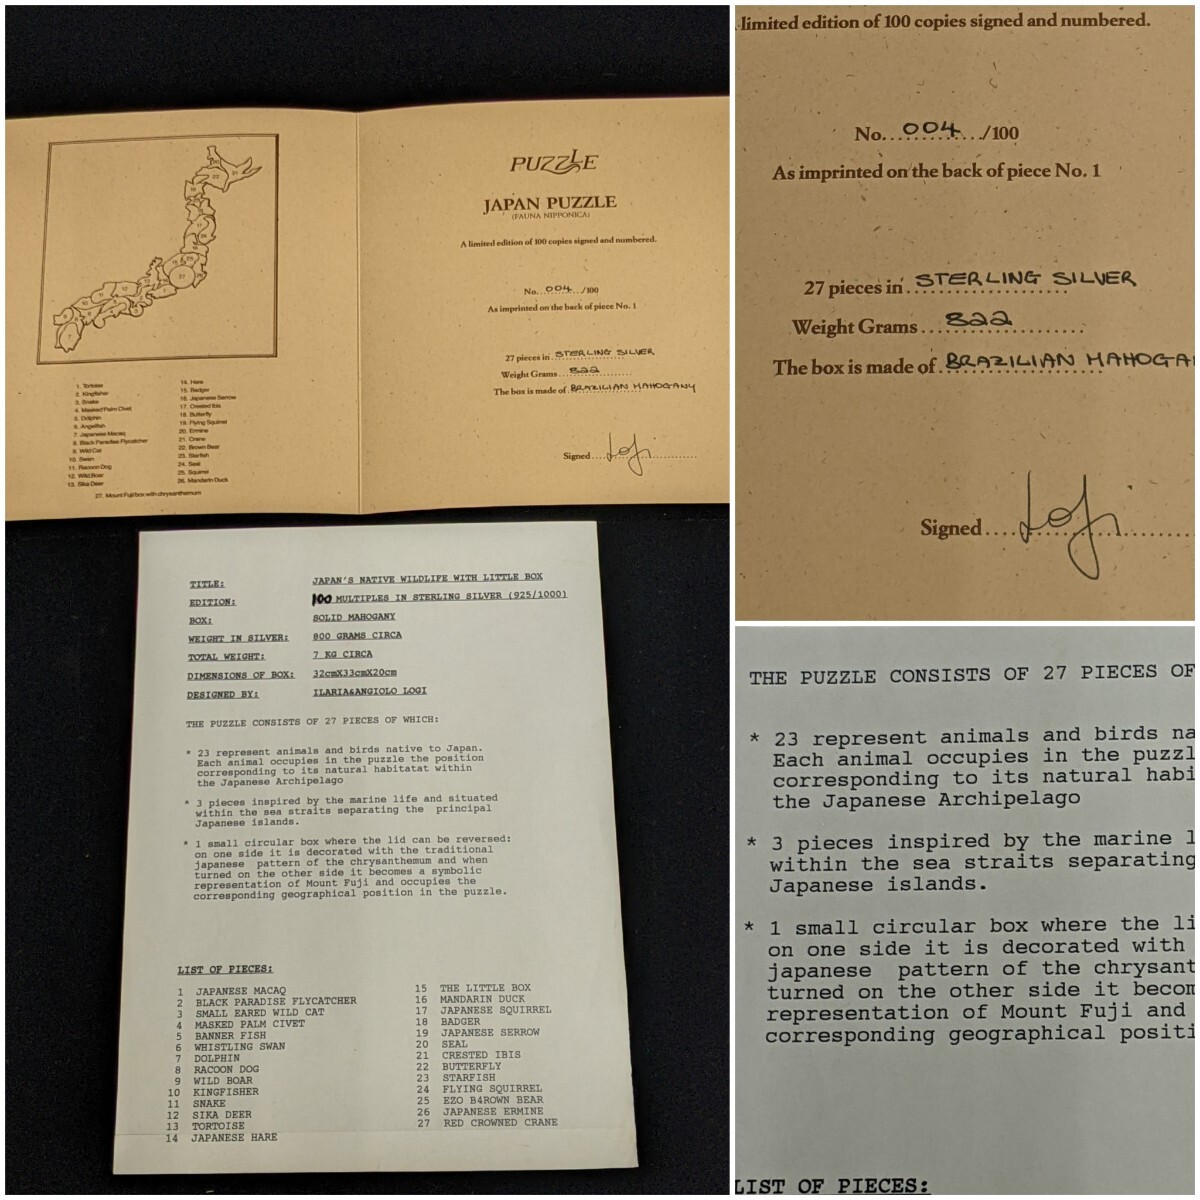 PUZZLE
JAPAN PUZZLE
(FAUNA NIPPONICA)
A limited edition of 100 copies signed and numbered.
No...004.../100
As imprinted on the back of piece No. 1
27 pieces in STERLING SILVER
Weight Grams...822
The box is made of BRAZILIAN MAHOGANY
Signed....Logi
1. Tortoise
2. Kingfisher
3. Snake
4. Masked Palm Civet
5. Dolphin
6. Angelfish
7. Japanese Macaq
8. Black Paradise Flycatcher
9. Wild Cat
10. Swan
11. Racoon Dog
12. Wild Boar
13. Sika Deer
14. Hare
15. Badger
16. Japanese Serrow
17. Crested Ibis
18. Butterfly
19. Flying Squirrel
20. Ermine
21. Crane
22. Brown Bear
23. Starfish
24. Seal
25. Squirrel
26. Mandarin Duck
27. Mount Fuji box with chrysanthemum
TITLE: JAPAN'S NATIVE WILDLIFE WITH LITTLE BOX
EDITION: 100 MULTIPLES IN STERLING SILVER (925/1000)
BOX: SOLID MAHOGANY
WEIGHT IN SILVER: 800 GRAMS CIRCA
TOTAL WEIGHT: 7 KG CIRCA
DIMENSIONS OF BOX: 32cmX33cmX20cm
DESIGNED BY: ILARIA&ANGIOLO LOGI
THE PUZZLE CONSISTS OF 27 PIECES OF WHICH:
* 23 represent animals and birds native to Japan.
Each animal occupies in the puzzle the position
corresponding to its natural habitatat within
the Japanese Archipelago
* 3 pieces inspired by the marine life and situated
within the sea straits separating the principal
Japanese islands.
* 1 small circular box where the lid can be reversed:
on one side it is decorated with the traditional
japanese pattern of the chrysanthemum and when
turned on the other side it becomes a symbolic
representation of Mount Fuji and occupies the
corresponding geographical position in the puzzle.
LIST OF PIECES:
1 JAPANESE MACAQ
2 BLACK PARADISE FLYCATCHER
3 SMALL EARED WILD CAT
4 MASKED PALM CIVET
5 BANNER FISH
6 WHISTLING SWAN
7 DOLPHIN
8 RACOON DOG
9 WILD BOAR
10 KINGFISHER
11 SNAKE
12 SIKA DEER
13 TORTOISE
14 JAPANESE HARE
15 THE LITTLE BOX
16 MANDARIN DUCK
17 JAPANESE SQUIRREL
18 BADGER
19 JAPANESE SERROW
20 SEAL
21 CRESTED IBIS
22 BUTTERFLY
23 STARFISH
24 FLYING SQUIRREL
25 EZO B4ROWN BEAR
26 JAPANESE ERMINE
27 RED CROWNED CRANE
limited edition of 100 copies signed and numbered.
No...004.../100
As imprinted on the back of piece No. 1
27 pieces in STERLING SILVER
Weight Grams...822
The box is made of BRAZILIAN MAHOGA
Signed....Logi
THE PUZZLE CONSISTS OF 27 PIECES OF
* 23 represent animals and birds na
Each animal occupies in the puzzl
corresponding to its natural habi
the Japanese Archipelago
* 3 pieces inspired by the marine l
within the sea straits separating
Japanese islands.
* 1 small circular box where the li
on one side it is decorated with
japanese pattern of the chrysant
turned on the other side it becom
representation of Mount Fuji and
corresponding geographical positi
LIST OF PIECES: